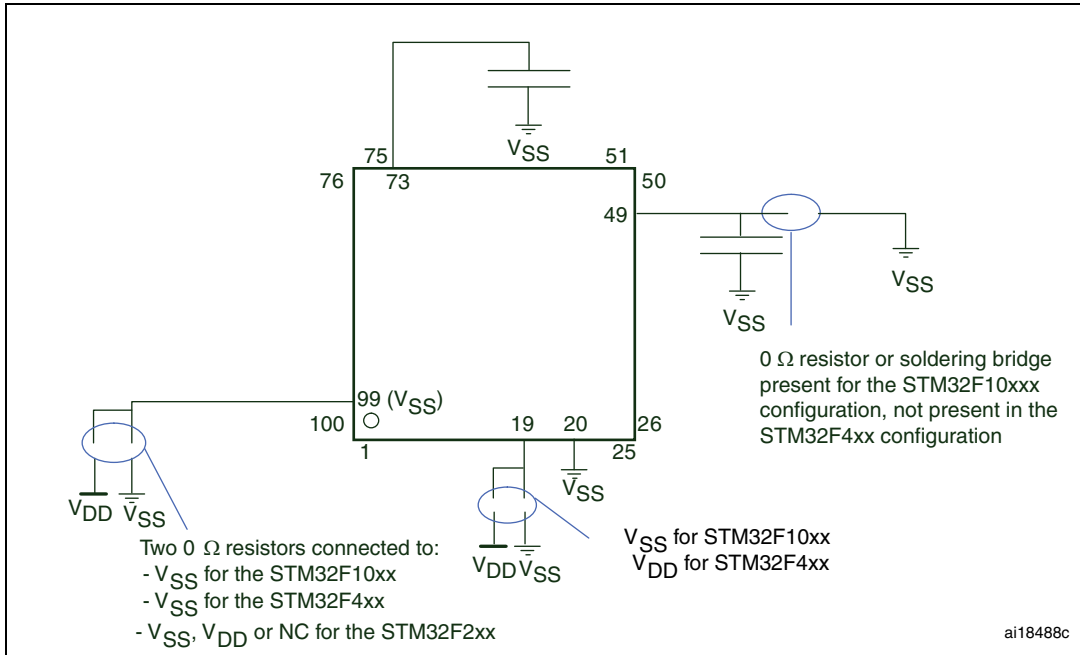 VSS
75
51
76
73
50
49
VSS
VSS
0 Ω resistor or soldering bridge
present for the STM32F10xxx
configuration, not present in the
STM32F4xx configuration
99 (VSS)
100
19
20
26
1
25
VSS
VDD VSS
VDD VSS
VSS for STM32F10xx
VDD for STM32F4xx
Two 0 Ω resistors connected to:
- VSS for the STM32F10xx
- VSS for the STM32F4xx
- VSS, VDD or NC for the STM32F2xx
ai18488c